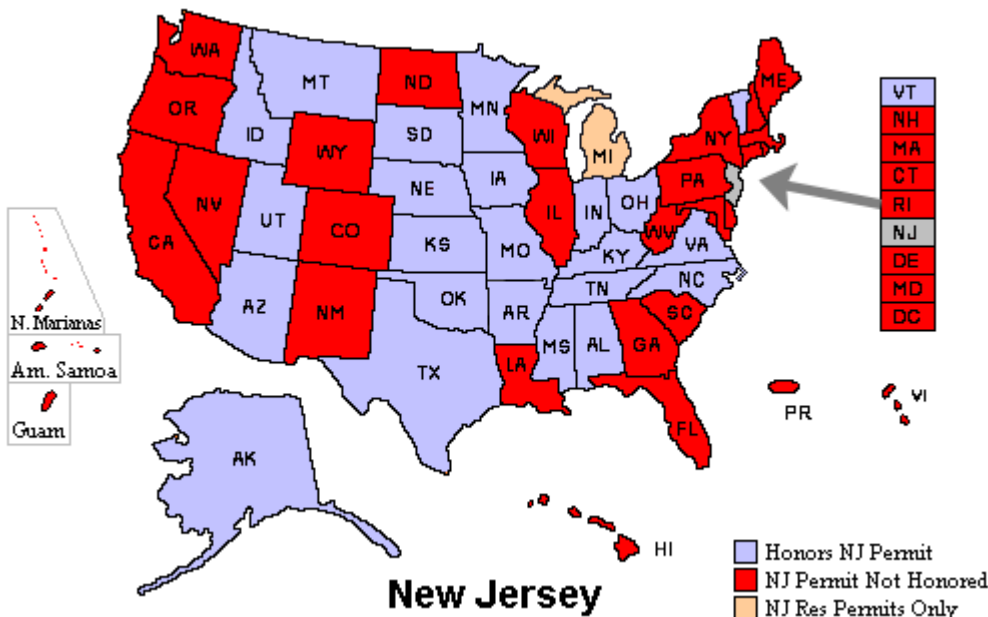 WA
MT
ND
MN
ME
OR
ID
SD
WI
MI
NY
WY
NE
IA
PA
NV
UT
CO
KS
IL
IN
OH
WV
VA
CA
MO
KY
NC
AZ
NM
OK
AR
TN
SC
TX
LA
MS
AL
GA
FL
AK
HI
PR
VI
VT
NH
MA
CT
RI
NJ
DE
MD
DC
N. Marianas
Am. Samoa
Guam
Honors NJ Permit
NJ Permit Not Honored
NJ Res Permits Only
New Jersey